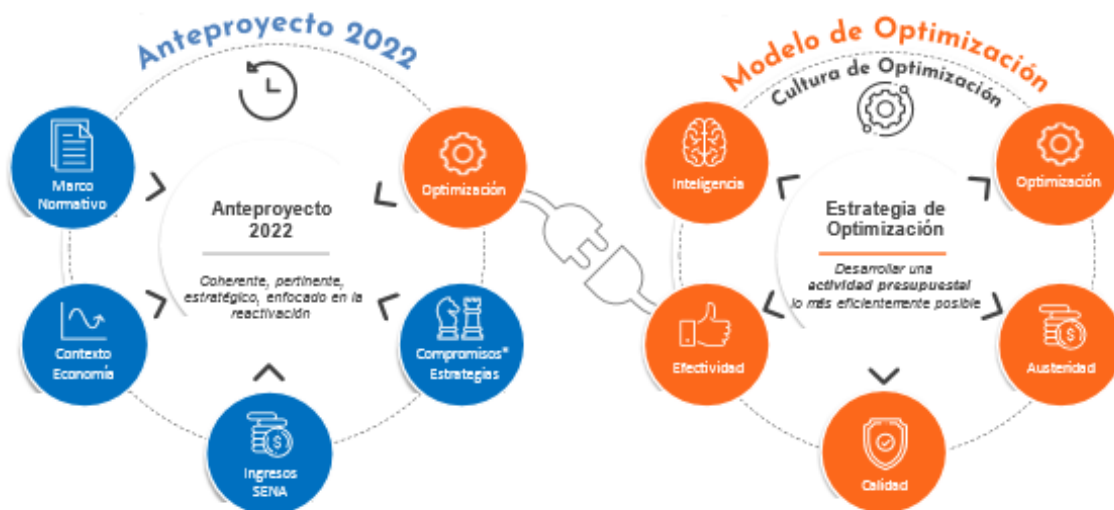 Anteproyecto 2022
Marco
Normativo
Optimización
Anteproyecto
2022
Coherente, pertinente,
estratégico, enfocado en la
reactivación
Contexto
Economía
Compromisos*
Estrategias
Ingresos
SENA
Modelo de Optimización
Cultura de Optimización
Inteligencia
Optimización
Estrategia de
Optimización
Desarrollar una
actividad presupuestal
lo más eficientemente posible
Efectividad
Austeridad
Calidad